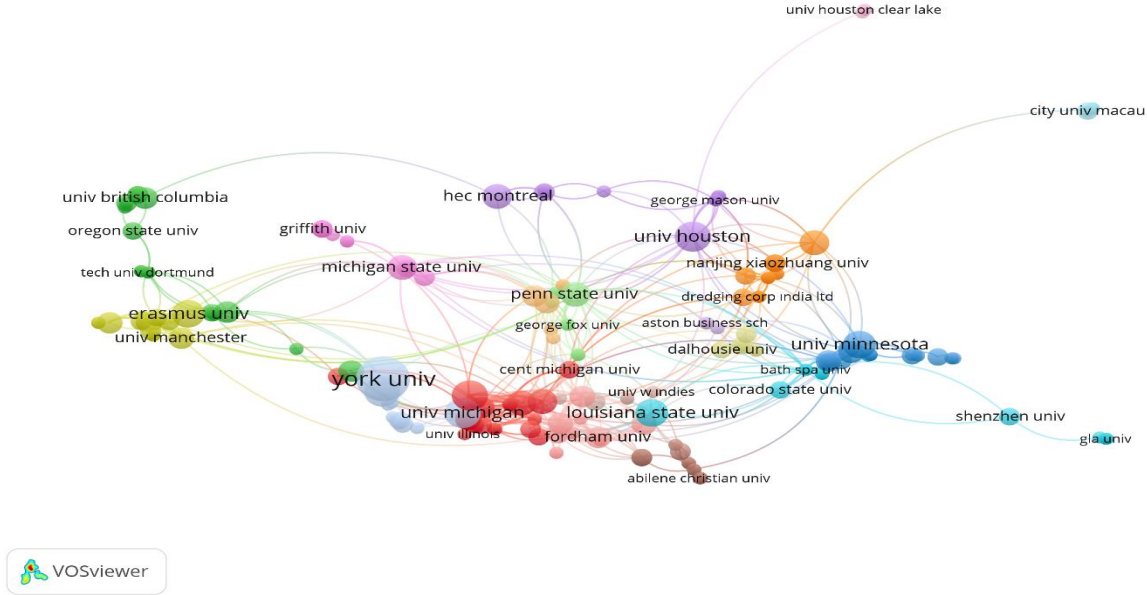 univ houston clear lake
city univ macau
univ british columbia
hec montreal
george mason univ
oregon state univ
griffith univ
univ houston
tech univ dortmund
michigan state univ
nanjing xiaozhuang univ
penn state univ
dredging corp india ltd
erasmus univ
george fox univ
aston business sch
univ manchester
dalhousie univ
univ minnesota
cent michigan univ
bath spa univ
york univ
univ w indies
colorado state univ
univ michigan
louisiana state univ
shenzhen univ
univ illinois
fordham univ
gla univ
abilene christian univ
VOSviewer